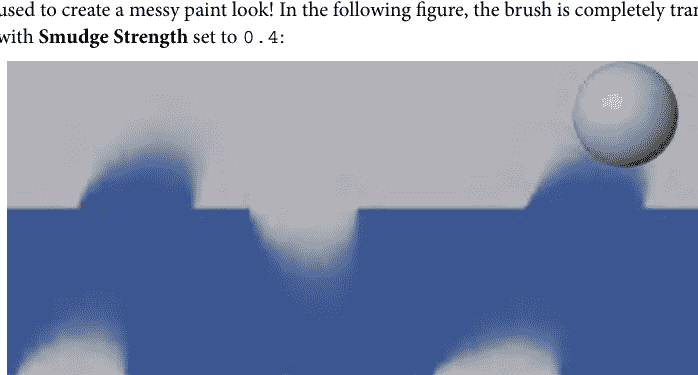 used to create a messy paint look! In the following figure, the brush is completely
with Smudge Strength set to 0.4: